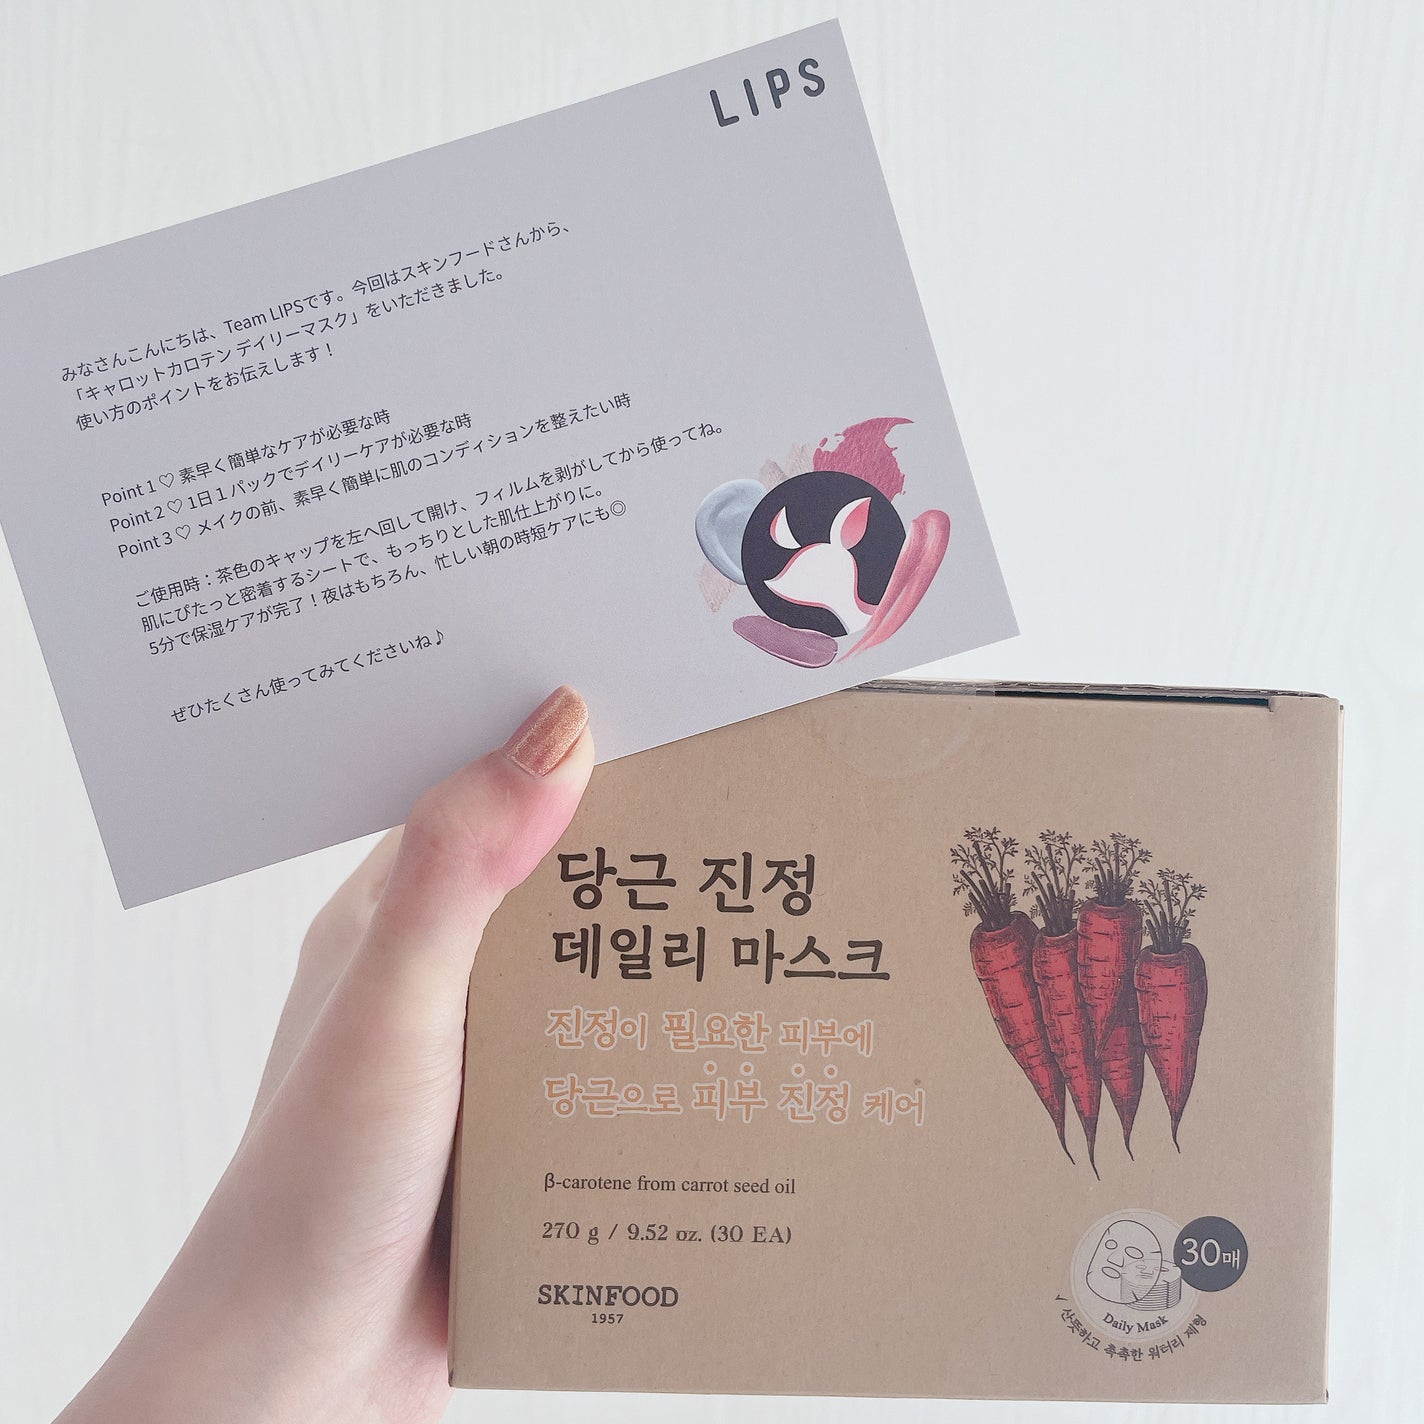 LIPS
みなさんこんにちは、Team LIPSです。今回はスキンフードさんから、
「キャロットカロテン デイリーマスク」をいただきました。
使い方のポイントをお伝えします！
Point 1 ♡ 素早く簡単なケアが必要な時
Point 2 ♡ 1日１パックでデイリーケアが必要な時
Point 3 ♡ メイクの前、素早く簡単に肌のコンディションを整えたい時
ご使用時：茶色のキャップを左へ回して開け、フィルムを剥がしてから使ってね。
肌にぴたっと密着するシートで、もっちりとした肌仕上がりに。
5分で保湿ケアが完了！夜はもちろん、忙しい朝の時短ケアにも◎
ぜひたくさん使ってみてくださいね♪
당근 진정
데일리 마스크
진정이 필요한 피부에
당근으로 피부 진정 케어
β-carotene from carrot seed oil
270 g / 9.52 oz. (30 EA)
SKINFOOD
1957
30매
Daily Mask
✓ 산뜻하고 촉촉한 워터리 제형